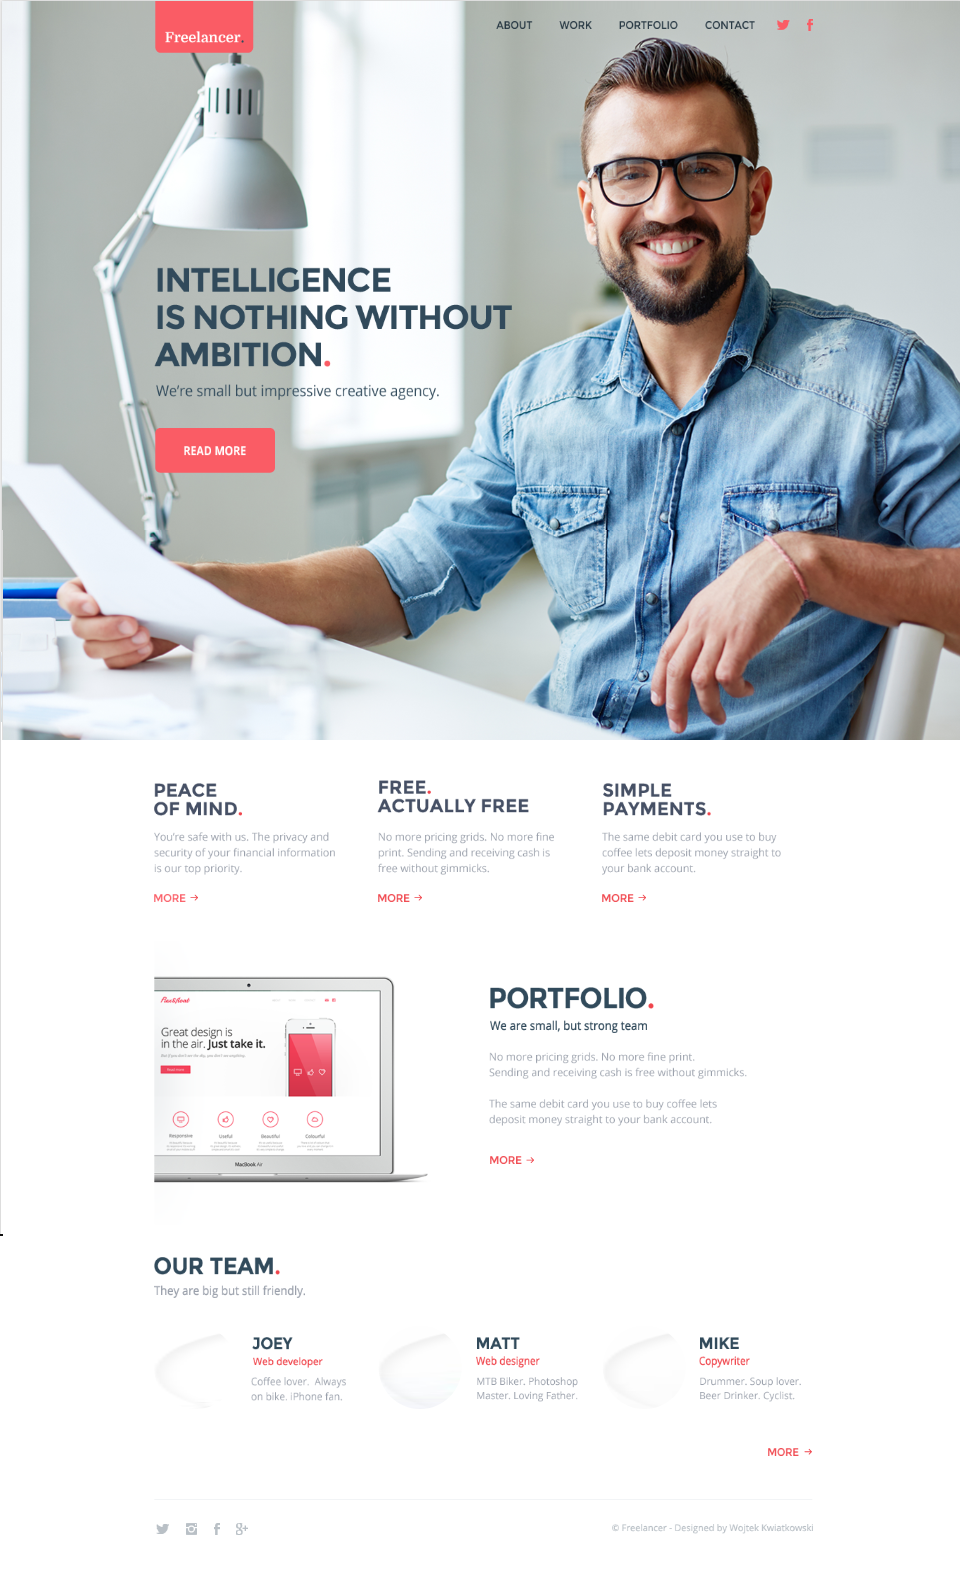 Freelancer.
ABOUT WORK PORTFOLIO CONTACT
INTELLIGENCE
IS NOTHING WITHOUT
AMBITION.
We're small but impressive creative agency.
READ MORE
PEACE
OF MIND.
You're safe with us. The privacy and
security of your financial information
is our top priority.
MORE →
FREE.
ACTUALLY FREE
No more pricing grids. No more fine
print. Sending and receiving cash is
free without gimmicks.
MORE →
SIMPLE
PAYMENTS.
The same debit card you use to buy
coffee lets deposit money straight to
your bank account.
MORE →
Great design is
in the air. Just take it.
Read more
Responsive Useful Beautiful Colourful
MacBook Air
PORTFOLIO.
We are small, but strong team
No more pricing grids. No more fine print.
Sending and receiving cash is free without gimmicks.
The same debit card you use to buy coffee lets
deposit money straight to your bank account.
MORE →
OUR TEAM.
They are big but still friendly.
JOEY
Web developer
Coffee lover. Always
on bike. iPhone fan.
MATT
Web designer
MTB Biker. Photoshop
Master. Loving Father.
MIKE
Copywriter
Drummer. Soup lover.
Beer Drinker. Cyclist.
MORE →
© Freelancer - Designed by Wojtek Kwiatkowski